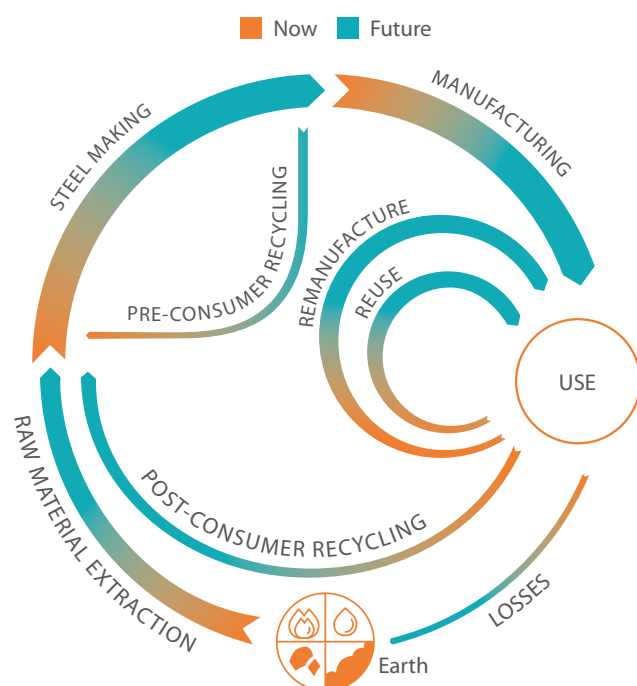 Now
Future
STEEL MAKING
MANUFACTURING
PRE-CONSUMER RECYCLING
REMANUFACTURE
REUSE
USE
RAW MATERIAL EXTRACTION
POST-CONSUMER RECYCLING
LOSSES
Earth